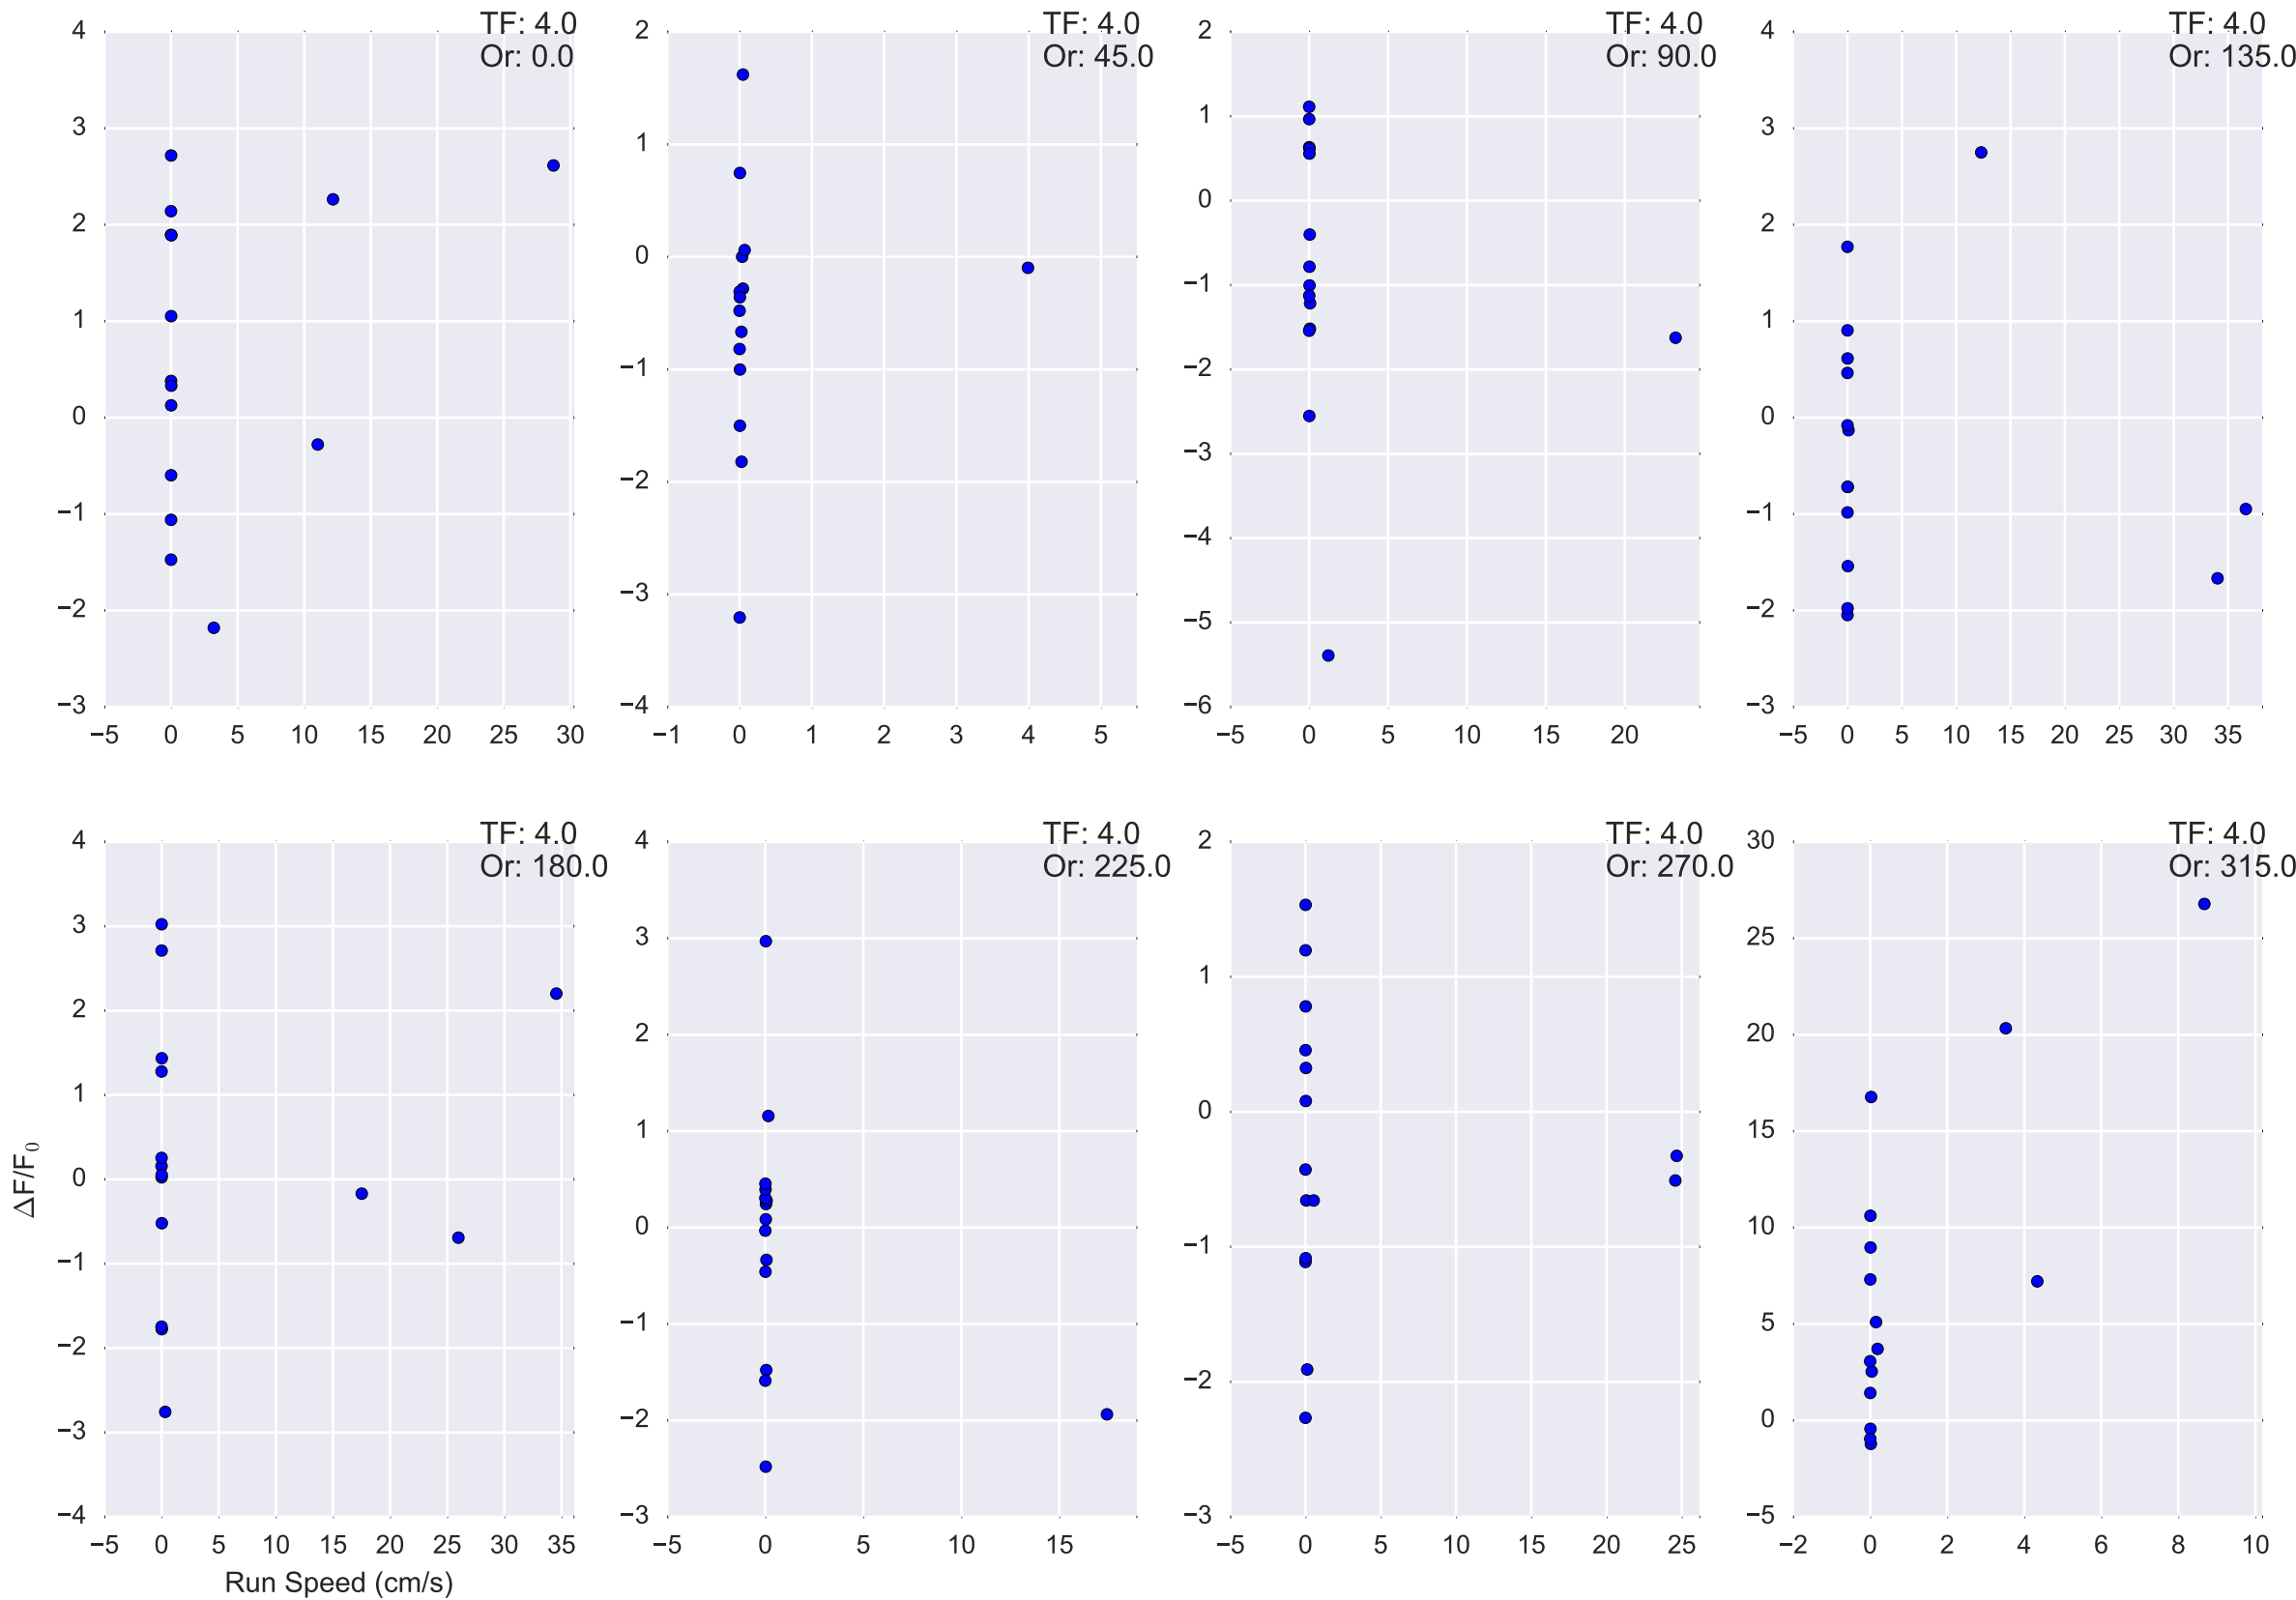 TF: 4.0
Or: 0.0
4
3
2
1
0
−1
−2
−3
−5 0 5 10 15 20 25 30
TF: 4.0
Or: 45.0
2
1
0
−1
−2
−3
−4
−1 0 1 2 3 4 5
TF: 4.0
Or: 90.0
2
1
0
−1
−2
−3
−4
−5
−6
−5 0 5 10 15 20
TF: 4.0
Or: 135.0
4
3
2
1
0
−1
−2
−3
−5 0 5 10 15 20 25 30 35
TF: 4.0
Or: 180.0
4
3
2
1
0
−1
−2
−3
−4
ΔF/F₀
−5 0 5 10 15 20 25 30 35
Run Speed (cm/s)
TF: 4.0
Or: 225.0
4
3
2
1
0
−1
−2
−3
−5 0 5 10 15
TF: 4.0
Or: 270.0
2
1
0
−1
−2
−3
−5 0 5 10 15 20 25
TF: 4.0
Or: 315.0
30
25
20
15
10
5
0
−5
−2 0 2 4 6 8 10